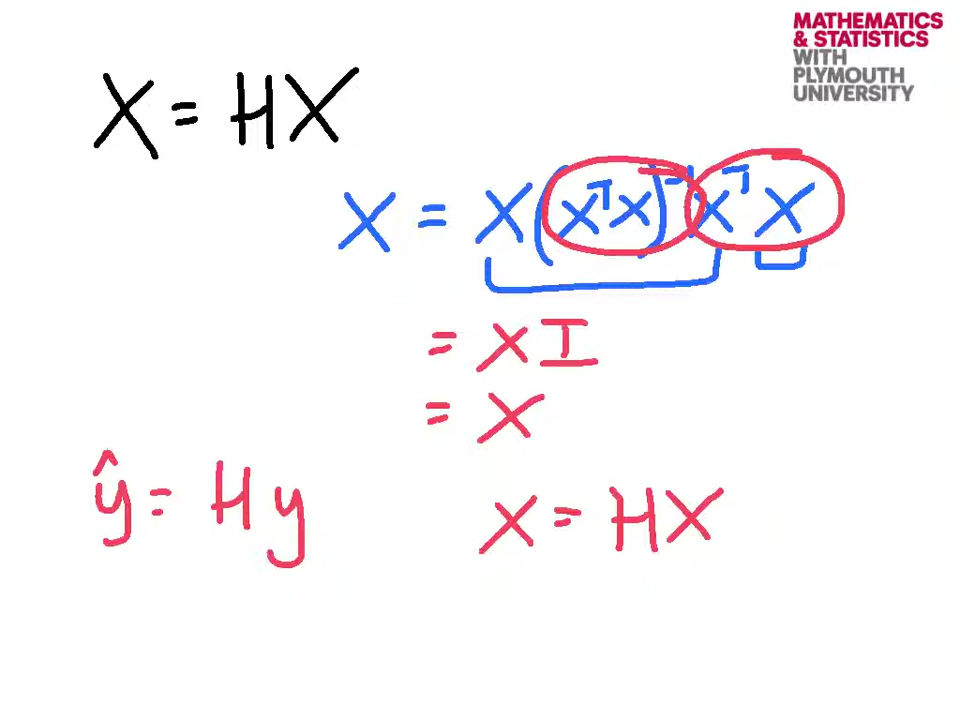 MATHEMATICS
& STATISTICS
WITH
PLYMOUTH
UNIVERSITY
X = HX
X = X(XᵀX)⁻¹XᵀX
= XI
= X
ŷ = Hy
X = HX